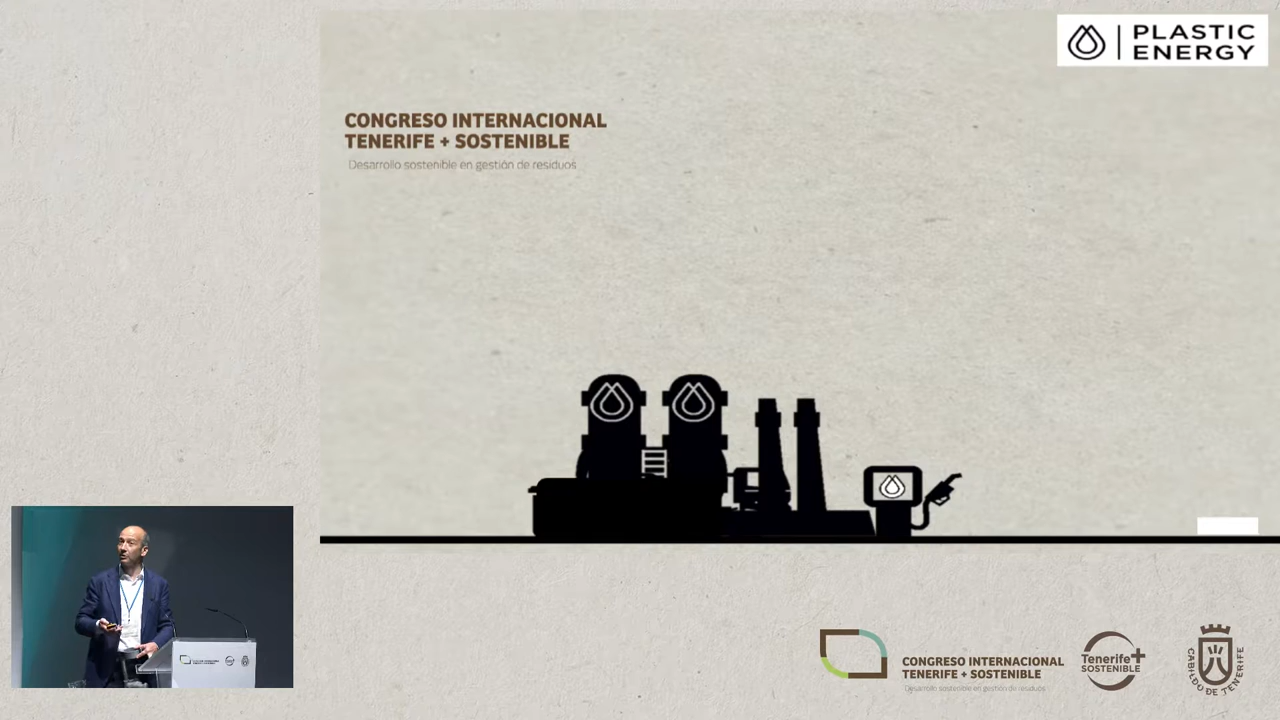 PLASTIC
ENERGY
CONGRESO INTERNACIONAL
TENERIFE + SOSTENIBLE
Desarrollo sostenible en gestión de residuos
CONGRESO INTERNACIONAL
TENERIFE + SOSTENIBLE
Desarrollo sostenible en gestión de residuos
Tenerife+
SOSTENIBLE
CABILDO DE TENERIFE